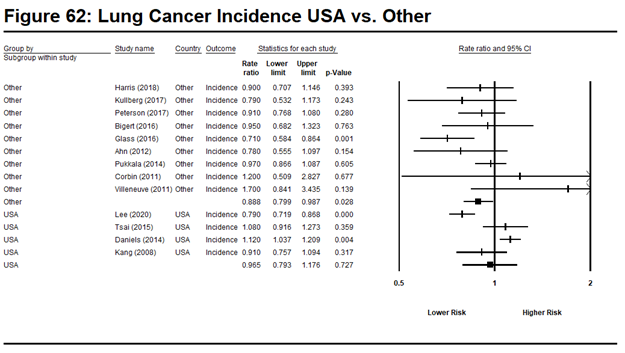 Figure 62: Lung Cancer Incidence USA vs. Other
Group by Study name Country Outcome Statistics for each study Rate ratio and 95% CI
Subgroup within study
Rate ratio Lower limit Upper limit p-Value
Other Harris (2018) Other Incidence 0.900 0.707 1.146 0.393
Other Kullberg (2017) Other Incidence 0.790 0.532 1.173 0.243
Other Peterson (2017) Other Incidence 0.910 0.768 1.080 0.280
Other Bigert (2016) Other Incidence 0.950 0.682 1.323 0.763
Other Glass (2016) Other Incidence 0.710 0.584 0.864 0.001
Other Ahn (2012) Other Incidence 0.780 0.555 1.097 0.154
Other Pukkala (2014) Other Incidence 0.970 0.866 1.087 0.605
Other Corbin (2011) Other Incidence 1.200 0.509 2.827 0.677
Other Villeneuve (2011) Other Incidence 1.700 0.841 3.435 0.139
Other 0.888 0.799 0.987 0.028
USA Lee (2020) USA Incidence 0.790 0.719 0.868 0.000
USA Tsai (2015) USA Incidence 1.080 0.916 1.273 0.359
USA Daniels (2014) USA Incidence 1.120 1.037 1.209 0.004
USA Kang (2008) USA Incidence 0.910 0.757 1.094 0.317
USA 0.965 0.793 1.176 0.727
0.5 1 2
Lower Risk Higher Risk